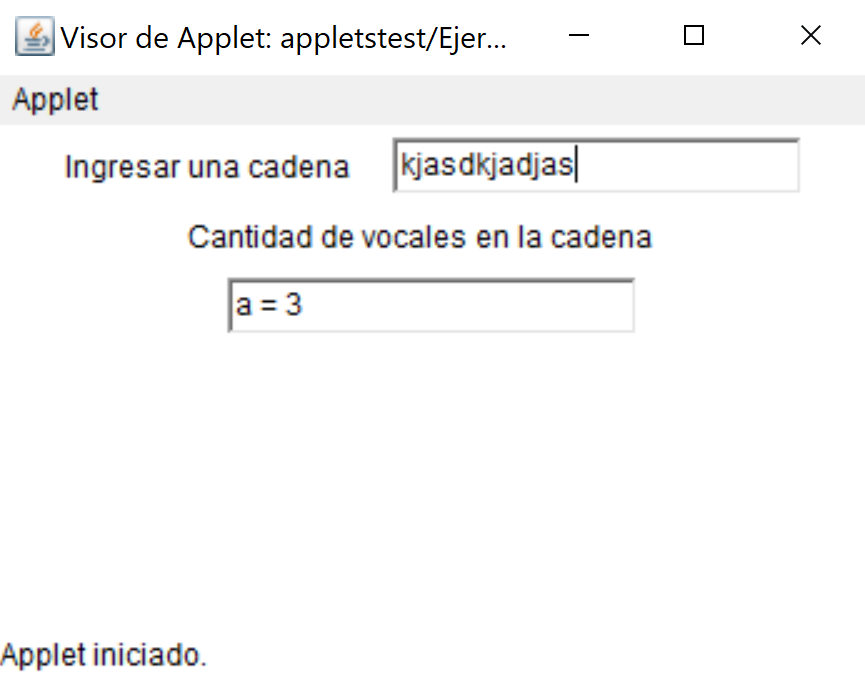 Visor de Applet: appletstest/Ejer...
Applet
Ingresar una cadena kjasdkjadjas
Cantidad de vocales en la cadena
a = 3
Applet iniciado.